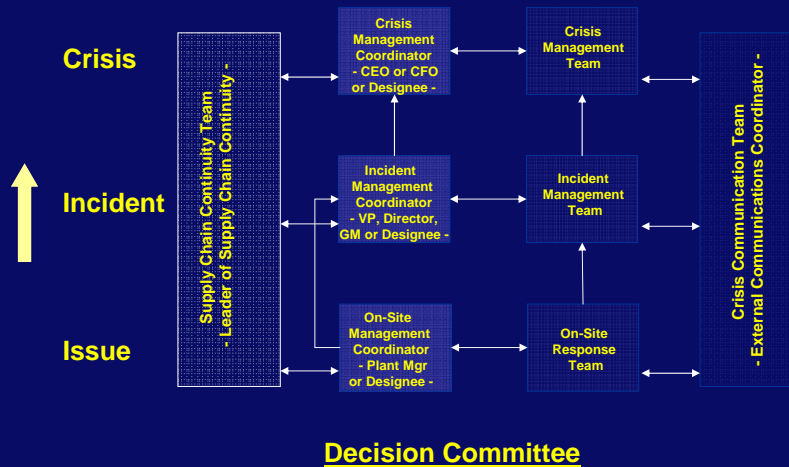 Crisis
Incident
Issue
Supply Chain Continuity Team
- Leader of Supply Chain Continuity -
Crisis
Management
Coordinator
- CEO or CFO
or Designee -
Crisis
Management
Team
Incident
Management
Coordinator
- VP, Director,
GM or Designee -
Incident
Management
Team
On-Site
Management
Coordinator
- Plant Mgr
or Designee -
On-Site
Response
Team
Crisis Communication Team
- External Communications Coordinator -
Decision Committee